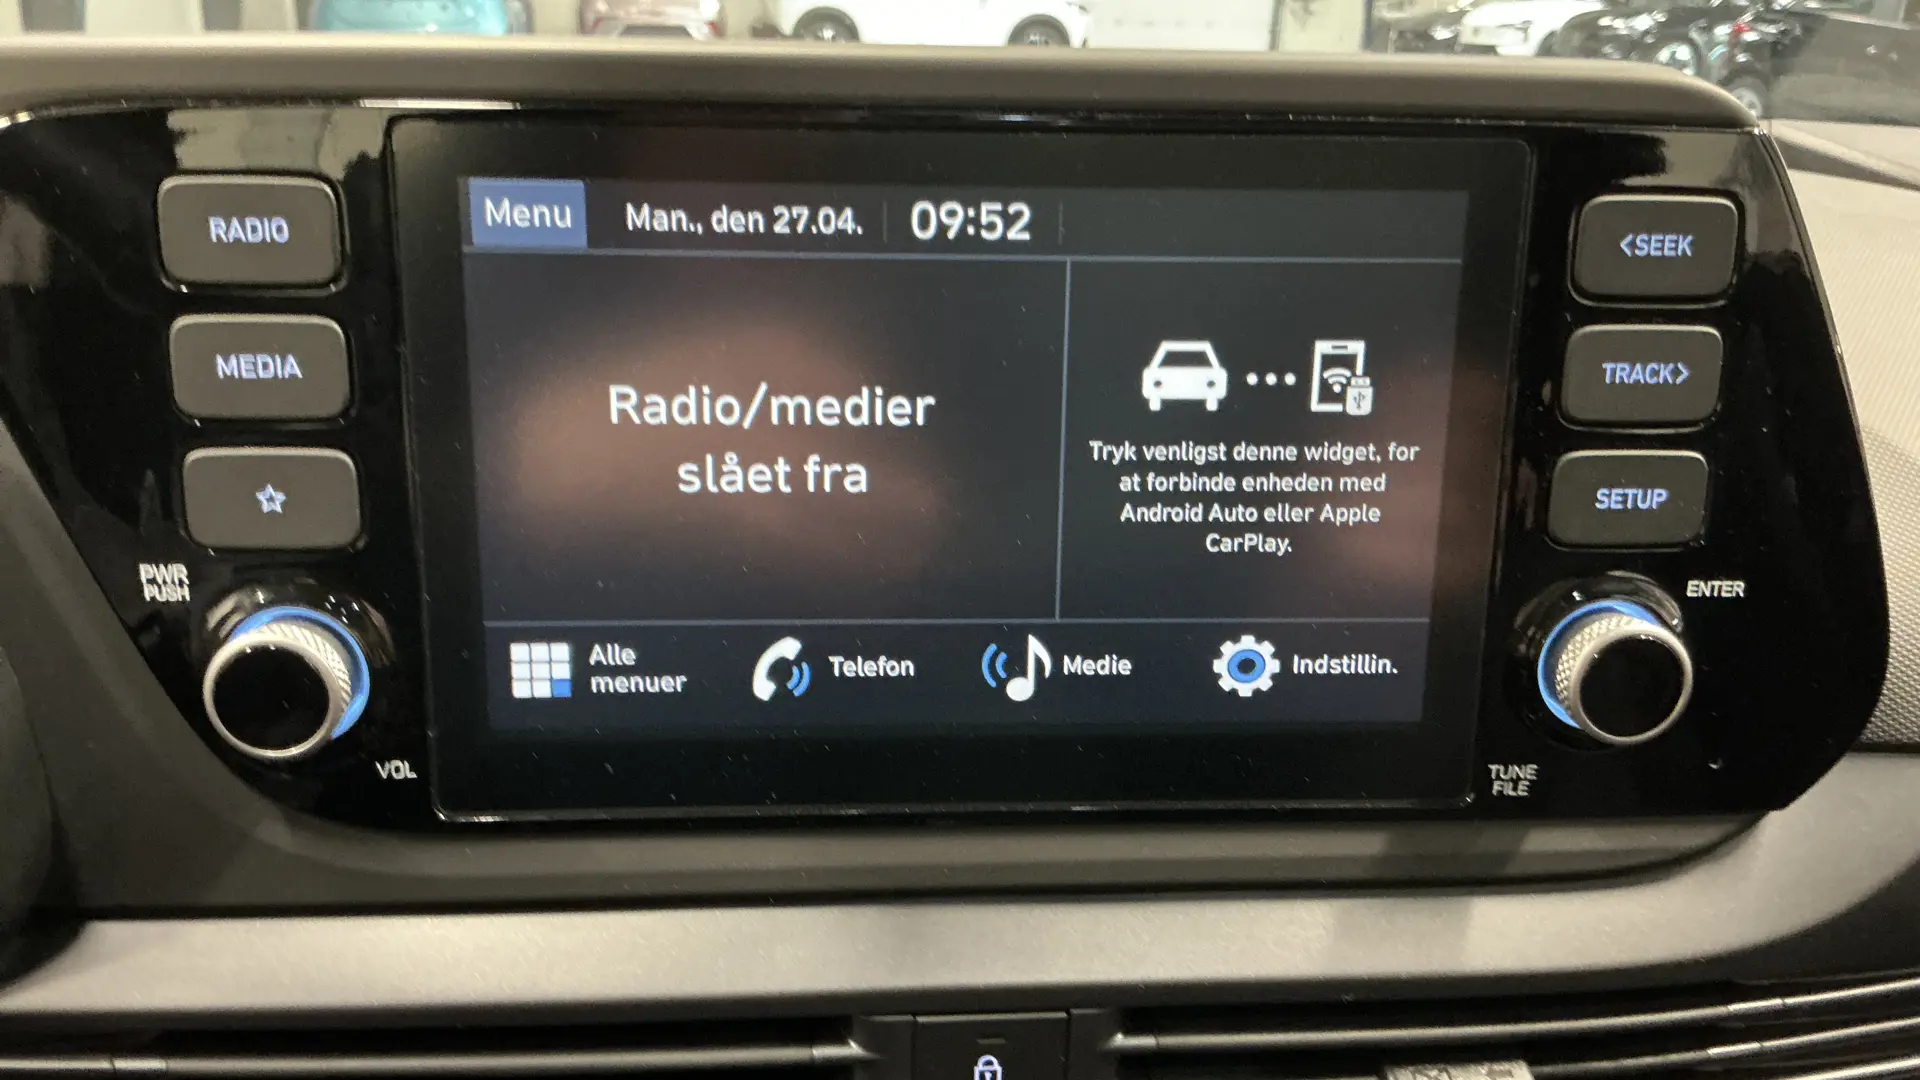 RADIO
MEDIA
PWR
PUSH
VOL
Menu
Man., den 27.04.
09:52
Radio/medier
slået fra
Tryk venligst denne widget, for
at forbinde enheden med
Android Auto eller Apple
CarPlay.
Alle
menuer
Telefon
Medie
Indstillin.
<SEEK
TRACK>
SETUP
ENTER
TUNE
FILE